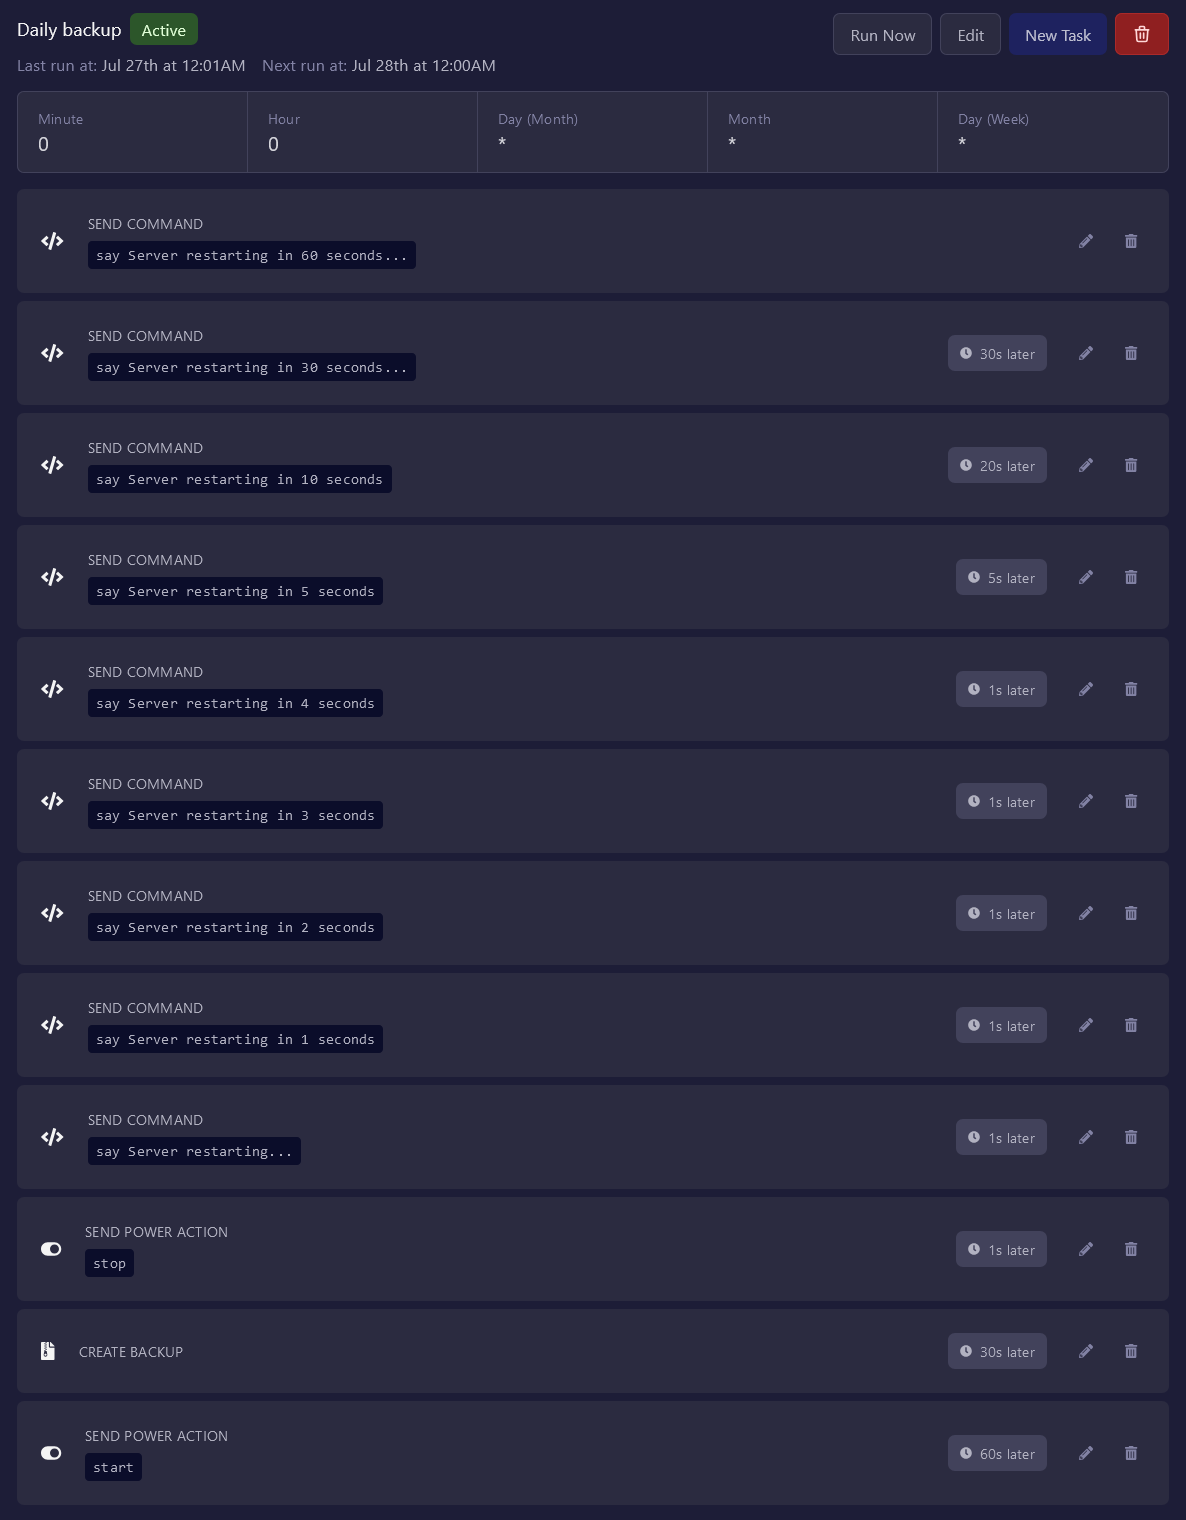 Daily backup Active Run Now Edit New Task
Last run at: Jul 27th at 12:01AM Next run at: Jul 28th at 12:00AM
Minute Hour Day (Month) Month Day (Week)
0 0 * * *
SEND COMMAND
say Server restarting in 60 seconds...
SEND COMMAND
say Server restarting in 30 seconds... 30s later
SEND COMMAND
say Server restarting in 10 seconds 20s later
SEND COMMAND
say Server restarting in 5 seconds 5s later
SEND COMMAND
say Server restarting in 4 seconds 1s later
SEND COMMAND
say Server restarting in 3 seconds 1s later
SEND COMMAND
say Server restarting in 2 seconds 1s later
SEND COMMAND
say Server restarting in 1 seconds 1s later
SEND COMMAND
say Server restarting... 1s later
SEND POWER ACTION
stop 1s later
CREATE BACKUP 30s later
SEND POWER ACTION
start 60s later